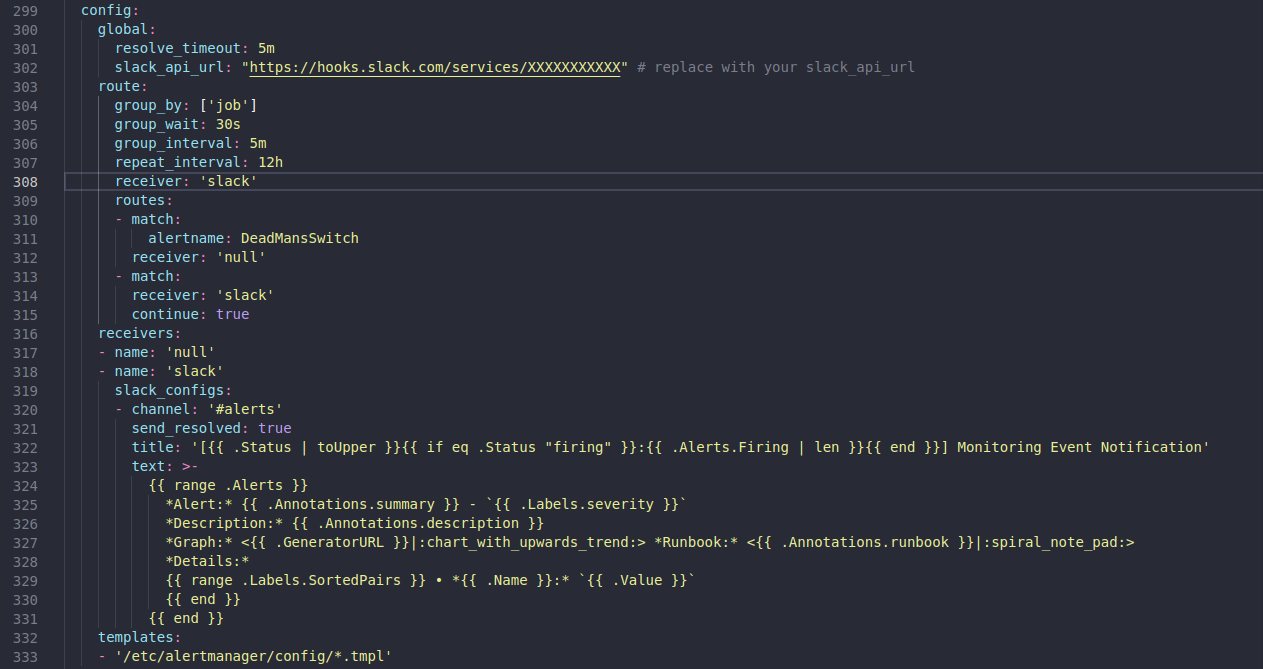 299 config:
300 global:
301 resolve_timeout: 5m
302 slack_api_url: "https://hooks.slack.com/services/XXXXXXXXXXX" # replace with your slack_api_url
303 route:
304 group_by: ['job']
305 group_wait: 30s
306 group_interval: 5m
307 repeat_interval: 12h
308 receiver: 'slack'
309 routes:
310 - match:
311 alertname: DeadMansSwitch
312 receiver: 'null'
313 - match:
314 receiver: 'slack'
315 continue: true
316 receivers:
317 - name: 'null'
318 - name: 'slack'
319 slack_configs:
320 - channel: '#alerts'
321 send_resolved: true
322 title: '[{{ .Status | toUpper }}{{ if eq .Status "firing" }}:{{ .Alerts.Firing | len }}{{ end }}] Monitoring Event Notification'
323 text: >-
324 {{ range .Alerts }}
325 *Alert:* {{ .Annotations.summary }} - `{{ .Labels.severity }}`
326 *Description:* {{ .Annotations.description }}
327 *Graph:* <{{ .GeneratorURL }}|:chart_with_upwards_trend:> *Runbook:* <{{ .Annotations.runbook }}|:spiral_note_pad:>
328 *Details:*
329 {{ range .Labels.SortedPairs }} • *{{ .Name }}:* `{{ .Value }}`
330 {{ end }}
331 {{ end }}
332 templates:
333 - '/etc/alertmanager/config/*.tmpl'